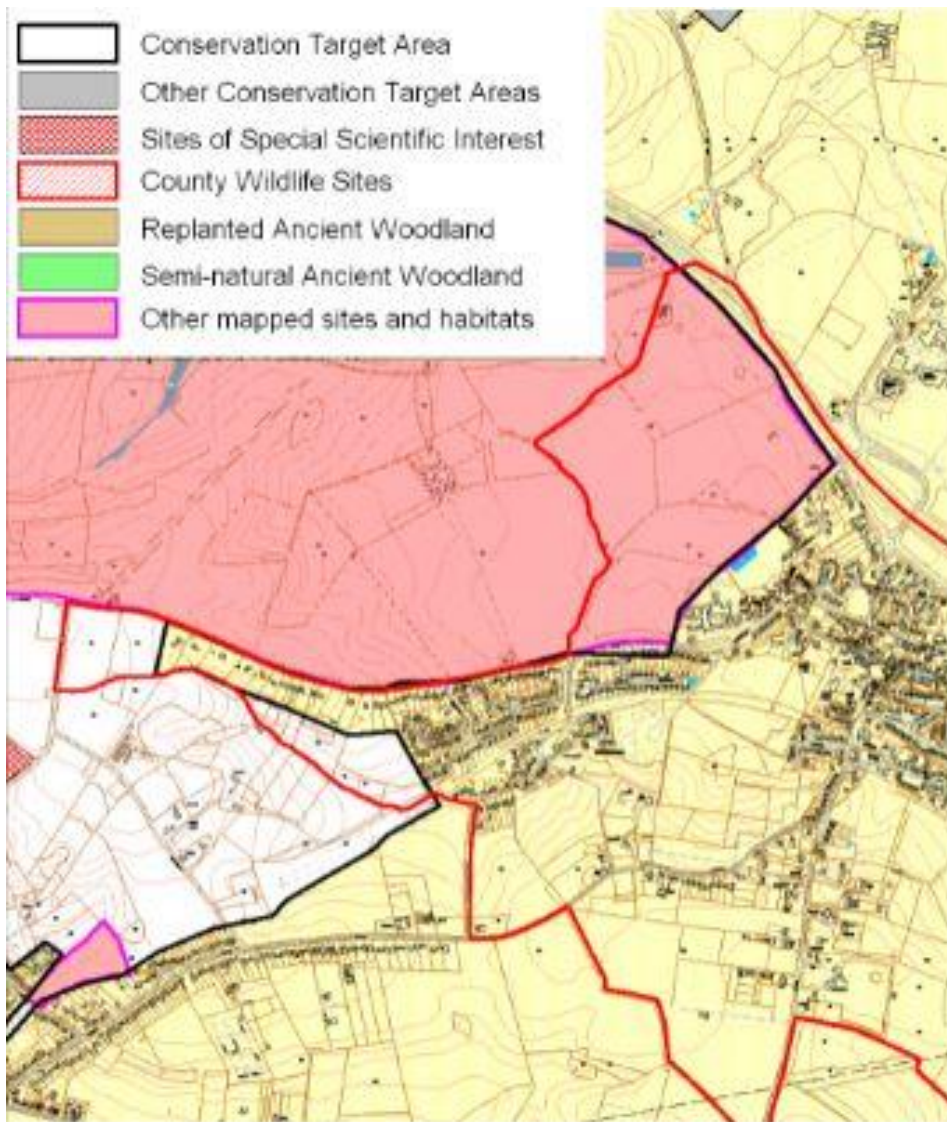 Conservation Target Area
Other Conservation Target Areas
Sites of Special Scientific Interest
County Wildlife Sites
Replanted Ancient Woodland
Semi-natural Ancient Woodland
Other mapped sites and habitats